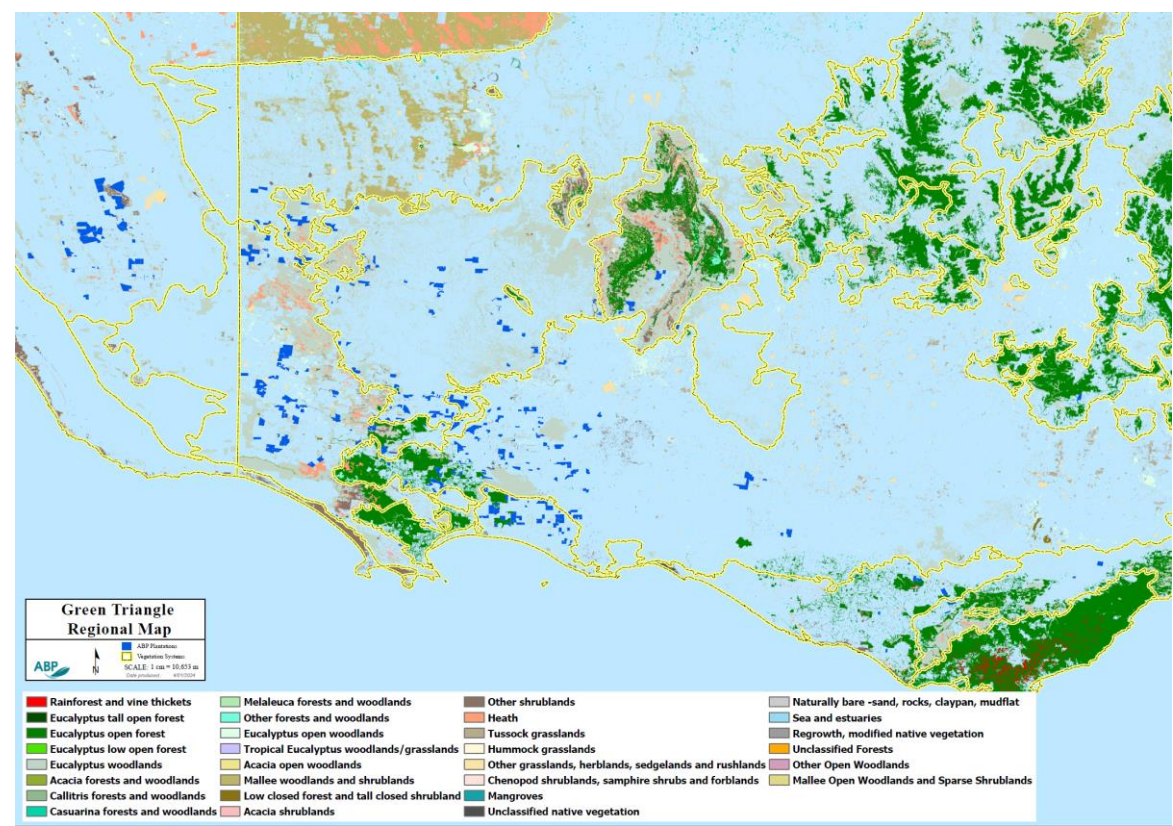 Green Triangle
Regional Map
ABP Plantations
Vegetation Systems
ABP
N
SCALE: 1 cm = 10,653 m
Date produced: 4/03/2024
Rainforest and vine thickets
Eucalyptus tall open forest
Eucalyptus open forest
Eucalyptus low open forest
Eucalyptus woodlands
Acacia forests and woodlands
Callitris forests and woodlands
Casuarina forests and woodlands
Melaleuca forests and woodlands
Other forests and woodlands
Eucalyptus open woodlands
Tropical Eucalyptus woodlands/grasslands
Acacia open woodlands
Mallee woodlands and shrublands
Low closed forest and tall closed shrubland
Acacia shrublands
Other shrublands
Heath
Tussock grasslands
Hummock grasslands
Other grasslands, herblands, sedgelands and rushlands
Chenopod shrublands, samphire shrubs and forblands
Mangroves
Unclassified native vegetation
Naturally bare -sand, rocks, claypan, mudflat
Sea and estuaries
Regrowth, modified native vegetation
Unclassified Forests
Other Open Woodlands
Mallee Open Woodlands and Sparse Shrublands